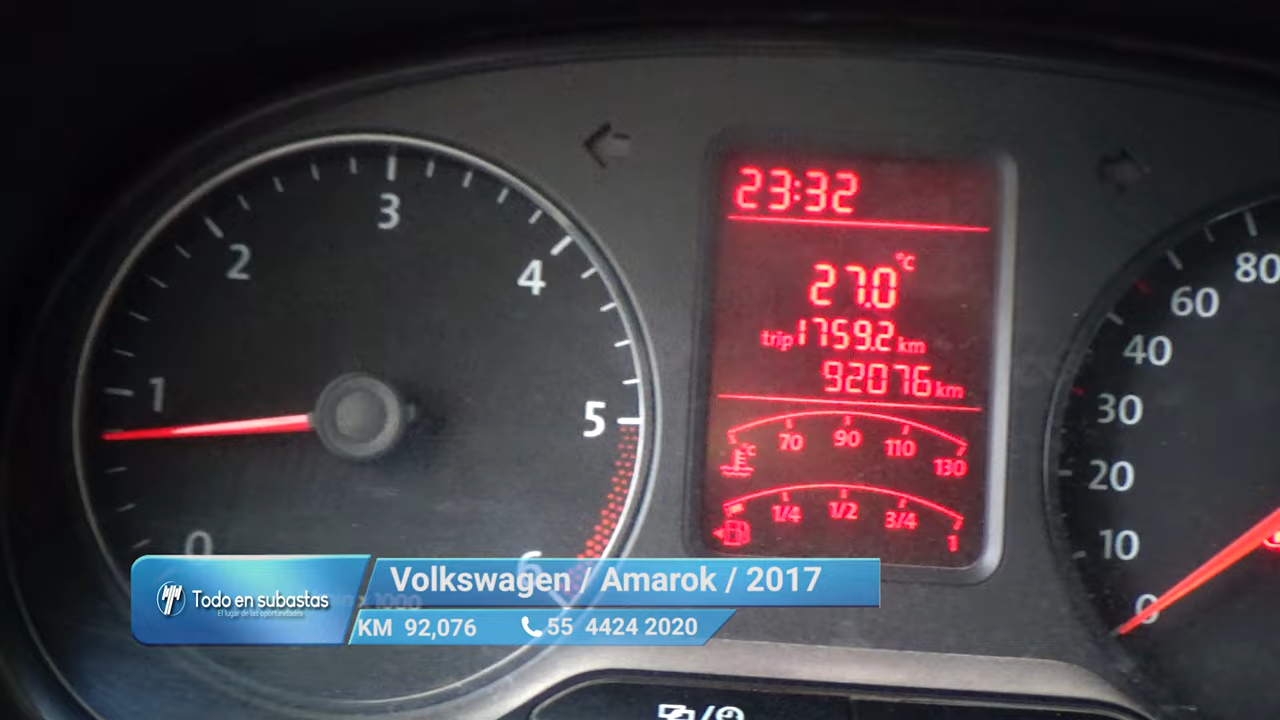 23:32
27.0 °C
trip 1759.2 km
92076 km
°C 70 90 110 130
1/4 1/2 3/4 1
0 1 2 3 4 5 6
x 1000
0 10 20 30 40 60 80
Todo en subastas
El lugar de las oportunidades
Volkswagen / Amarok / 2017
KM 92,076
55 4424 2020